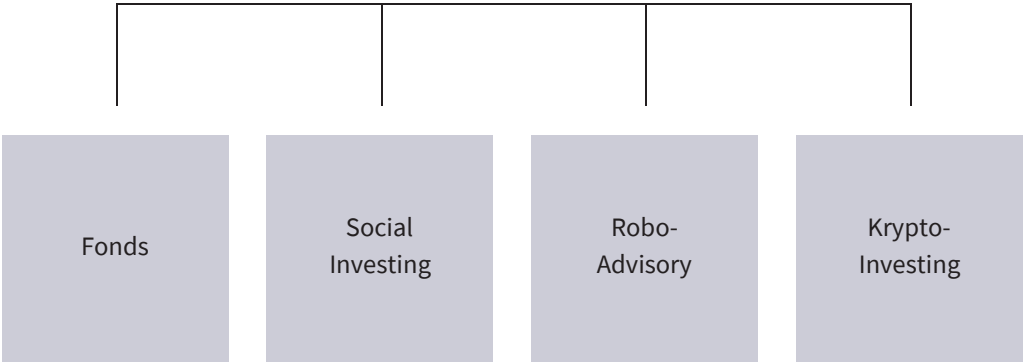 Fonds
Social
Investing
Robo-
Advisory
Krypto-
Investing